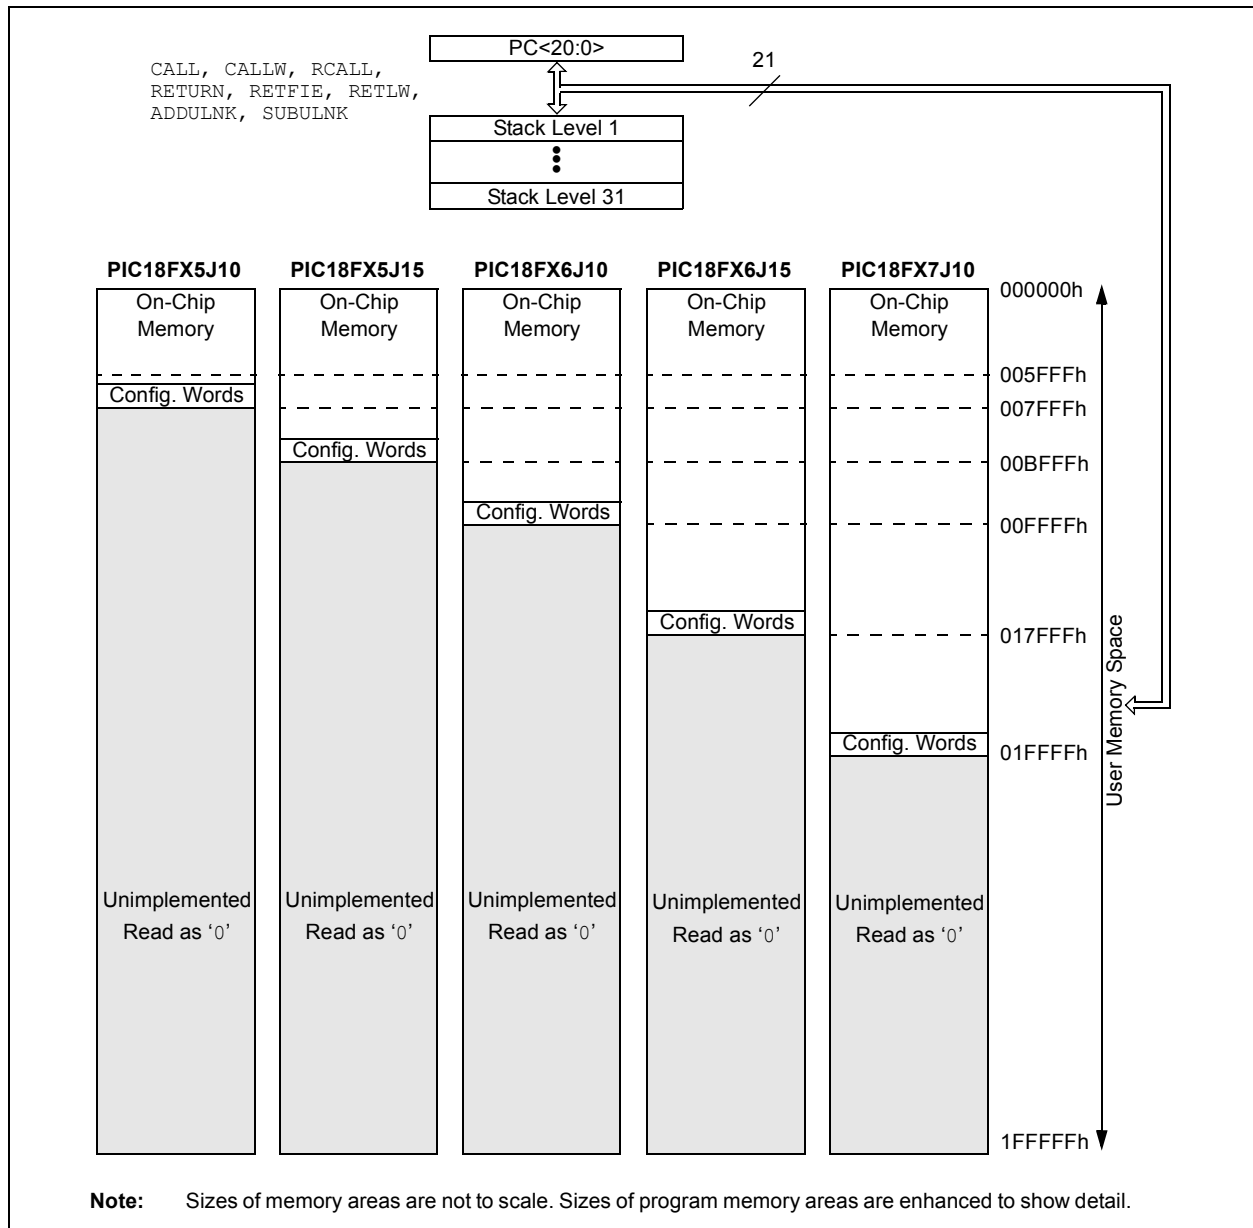 PC<20:0>
21
CALL, CALLW, RCALL,
RETURN, RETFIE, RETLW,
ADDULNK, SUBULNK
Stack Level 1
Stack Level 31
PIC18FX5J10 PIC18FX5J15 PIC18FX6J10 PIC18FX6J15 PIC18FX7J10
000000h
On-Chip On-Chip On-Chip On-Chip On-Chip
Memory Memory Memory Memory Memory
005FFFh
Config. Words
007FFFh
Config. Words
00BFFFh
Config. Words
00FFFFh
Config. Words
017FFFh
Config. Words
01FFFFh
User Memory Space
Unimplemented Unimplemented Unimplemented Unimplemented Unimplemented
Read as ‘0’ Read as ‘0’ Read as ‘0’ Read as ‘0’ Read as ‘0’
1FFFFFh
Note: Sizes of memory areas are not to scale. Sizes of program memory areas are enhanced to show detail.